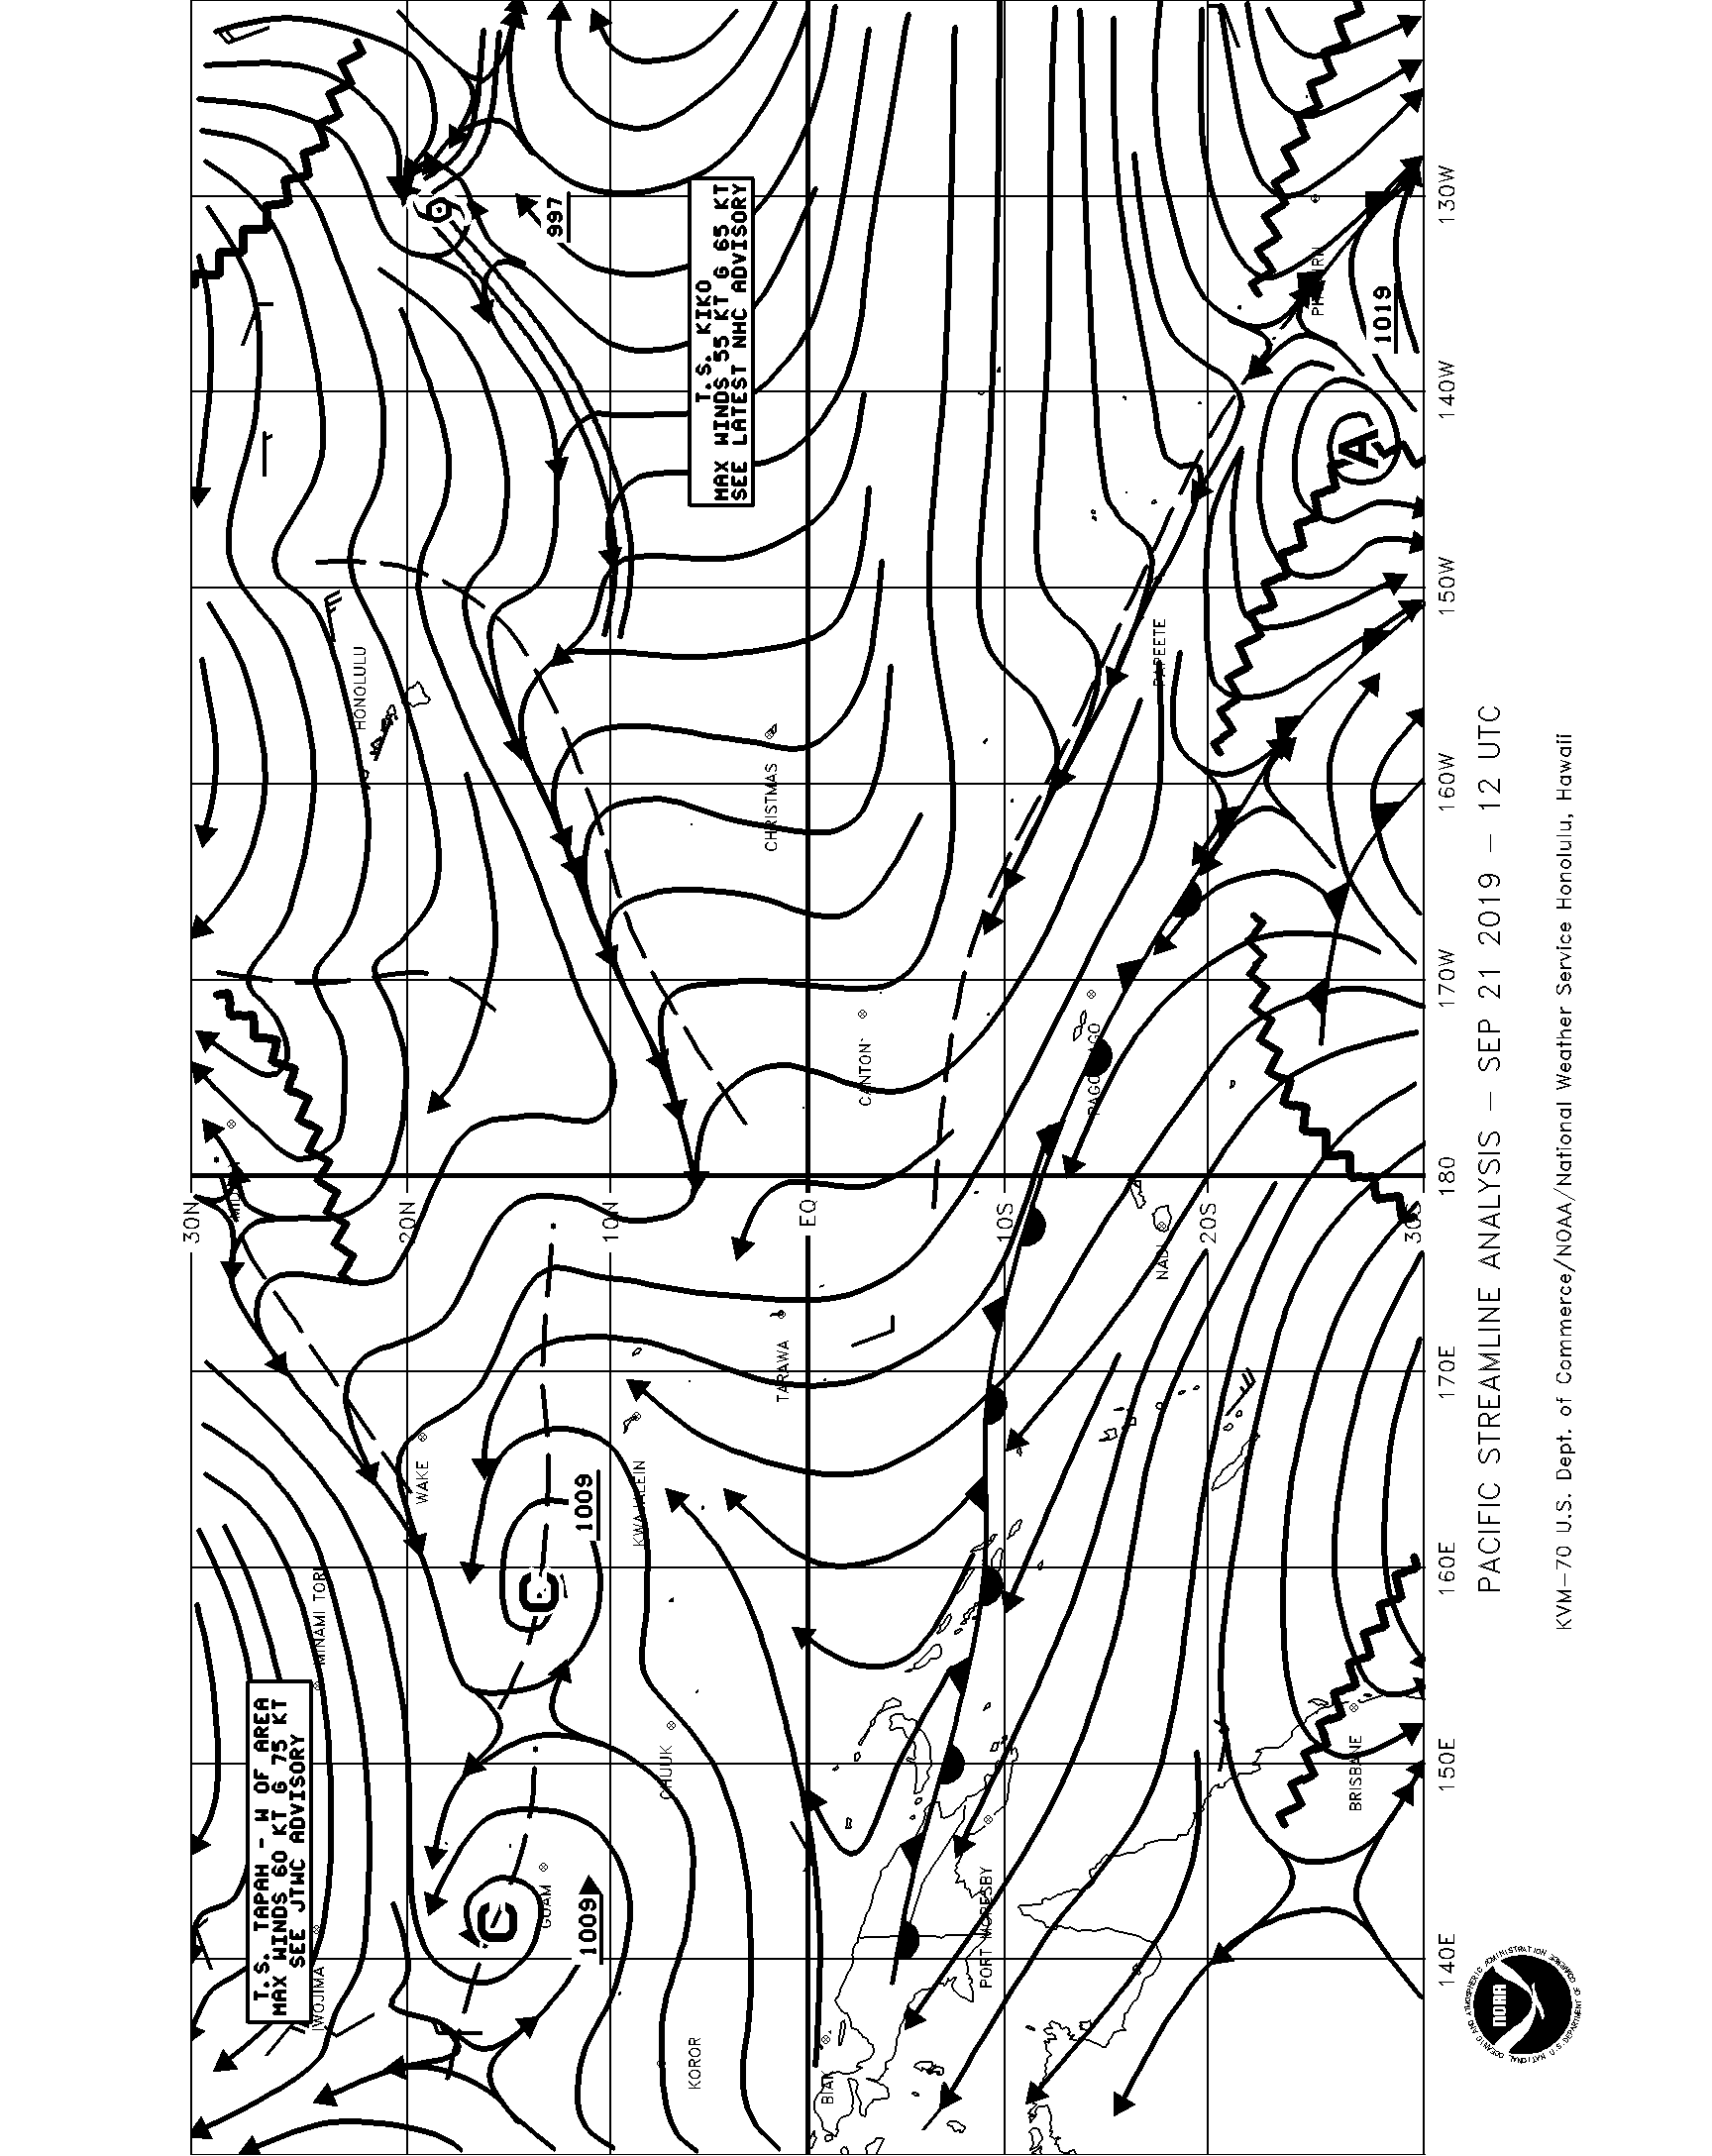 T.S. TAPAH - W OF AREA
MAX WINDS 60 KT G 75 KT
SEE JTWC ADVISORY
T.S. KIKO
MAX WINDS 55 KT G 65 KT
SEE LATEST NHC ADVISORY
997
1009
1009
1019
C
C
A
30N
20N
10N
EQ
10S
20S
30S
140E
150E
160E
170E
180
170W
160W
150W
140W
130W
IWOJIMA
MINAMI TORI
WAKE
HONOLULU
GUAM
KOROR
CHUUK
KWAJALEIN
TARAWA
CHRISTMAS
CANTON
BIAK
PORT MORESBY
PAGO PAGO
PAPEETE
NADI
BRISBANE
PACIFIC STREAMLINE ANALYSIS - SEP 21 2019 - 12 UTC
KVM-70 U.S. Dept. of Commerce/NOAA/National Weather Service Honolulu, Hawaii
NOAA
NATIONAL OCEANIC AND ATMOSPHERIC ADMINISTRATION
U.S. DEPARTMENT OF COMMERCE